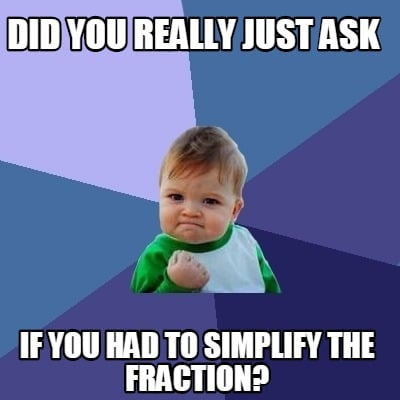 DID YOU REALLY JUST ASK
IF YOU HAD TO SIMPLIFY THE
FRACTION?